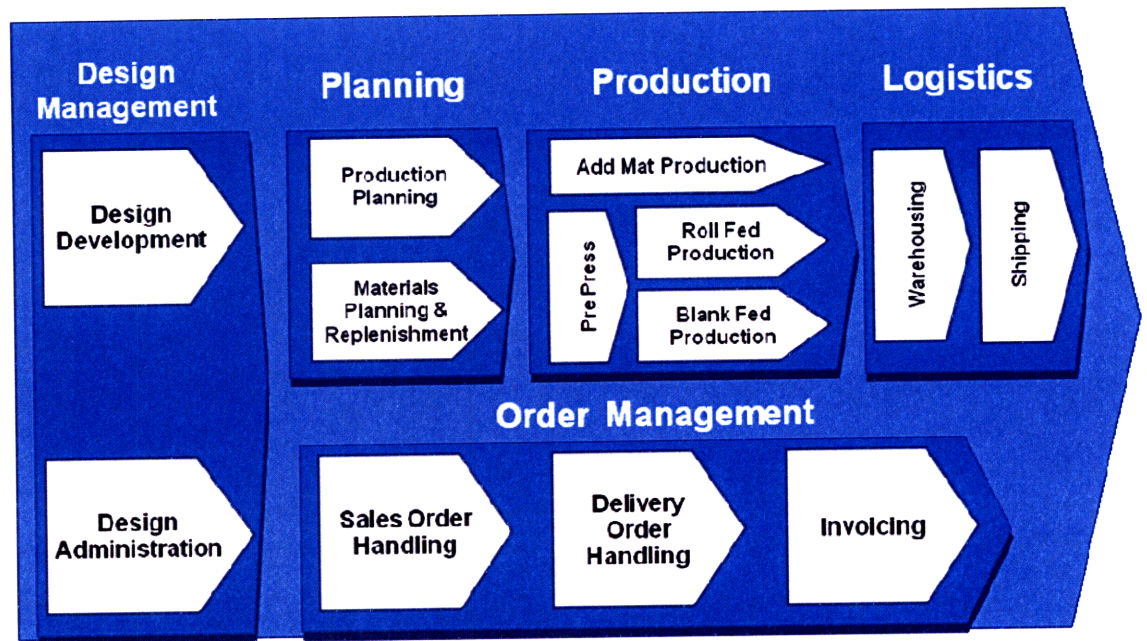 Design
Management
Planning
Production
Logistics
Design
Development
Design
Administration
Production
Planning
Materials
Planning &
Replenishment
Add Mat Production
PrePress
Roll Fed
Production
Blank Fed
Production
Warehousing
Shipping
Order Management
Sales Order
Handling
Delivery
Order
Handling
Invoicing